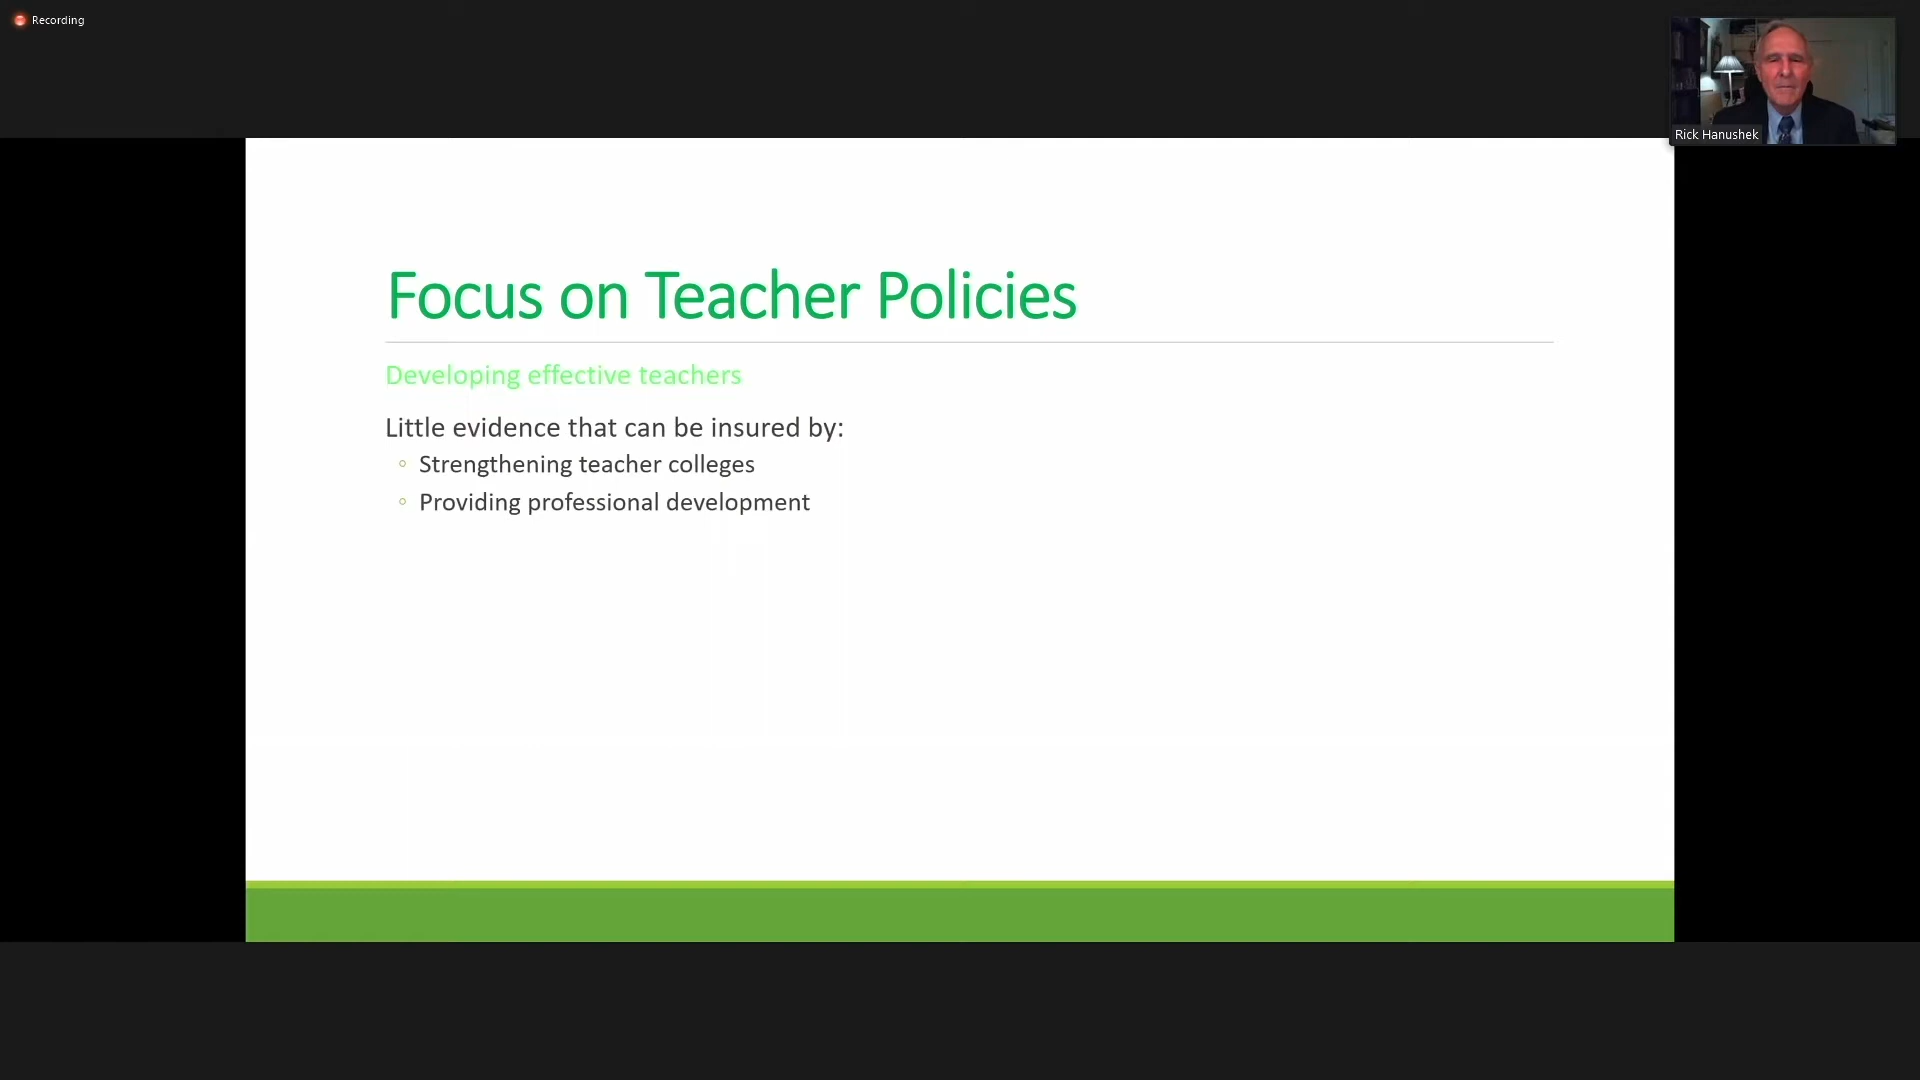 Recording
Rick Hanushek
Focus on Teacher Policies
Developing effective teachers
Little evidence that can be insured by:
◦ Strengthening teacher colleges
◦ Providing professional development